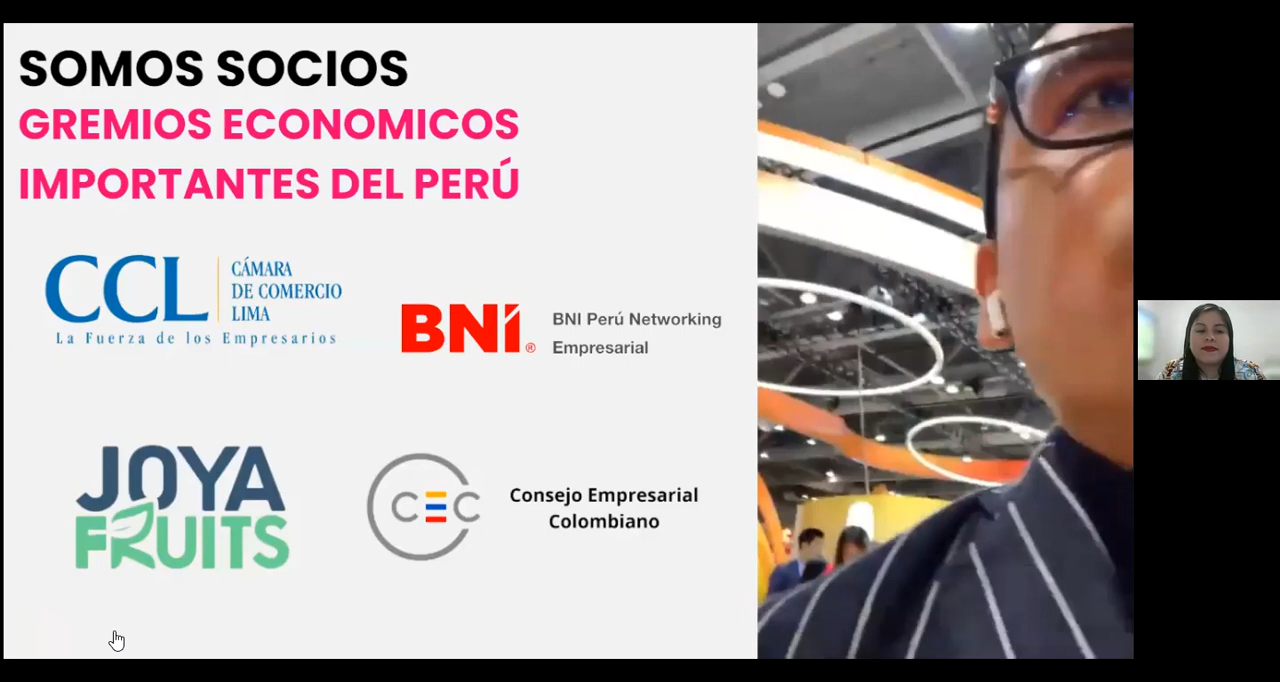 SOMOS SOCIOS
GREMIOS ECONOMICOS
IMPORTANTES DEL PERÚ
CCL
CÁMARA
DE COMERCIO
LIMA
La Fuerza de los Empresarios
BNI®
BNI Perú Networking
Empresarial
JOYA
FRUITS
CEC
Consejo Empresarial
Colombiano